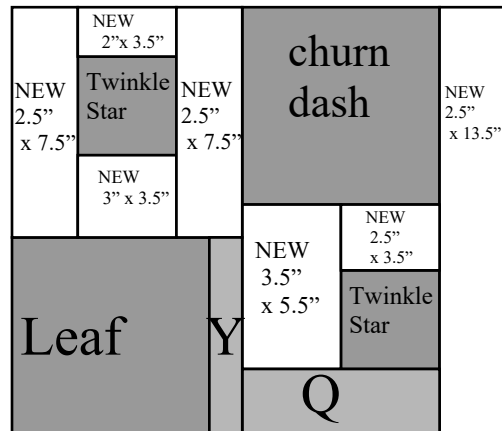 NEW
2.5”
x 7.5”
NEW
2”x 3.5”
Twinkle
Star
NEW
3” x 3.5”
NEW
2.5”
x 7.5”
churn
dash
NEW
2.5”
x 13.5”
Leaf
Y
NEW
3.5”
x 5.5”
NEW
2.5”
x 3.5”
Twinkle
Star
Q